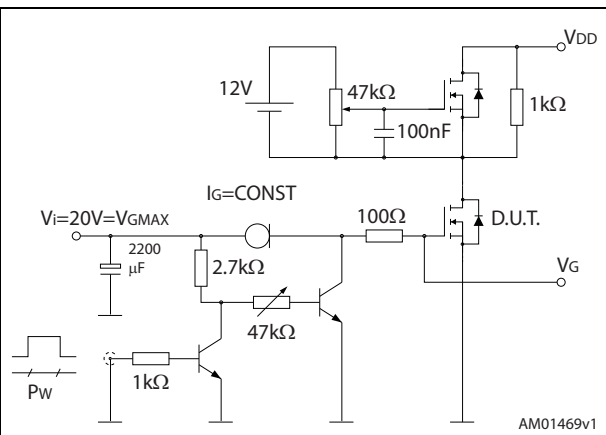 VDD
12V
47kΩ
100nF
1kΩ
IG=CONST
Vi=20V=VGMAX
100Ω
D.U.T.
2200
μF
2.7kΩ
VG
47kΩ
1kΩ
PW
AM01469v1